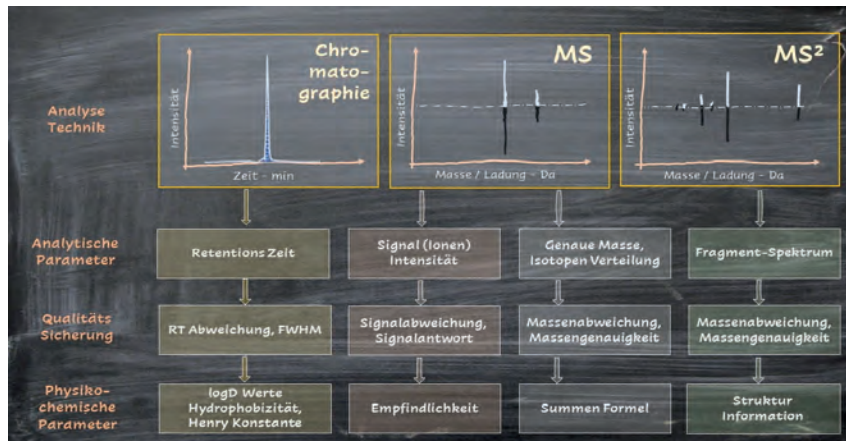 Chro-
mato-
graphie
MS
MS²
Analyse
Technik
Intensität
Zeit - min
Intensität
Masse / Ladung - Da
Intensität
Masse / Ladung - Da
Analytische
Parameter
Retentions Zeit
Signal (Ionen)
Intensität
Genaue Masse,
Isotopen Verteilung
Fragment-Spektrum
Qualitäts
Sicherung
RT Abweichung, FWHM
Signalabweichung,
Signalantwort
Massenabweichung,
Massengenauigkeit
Massenabweichung,
Massengenauigkeit
Physiko-
chemische
Parameter
logD Werte
Hydrophobizität,
Henry Konstante
Empfindlichkeit
Summen Formel
Struktur
Information